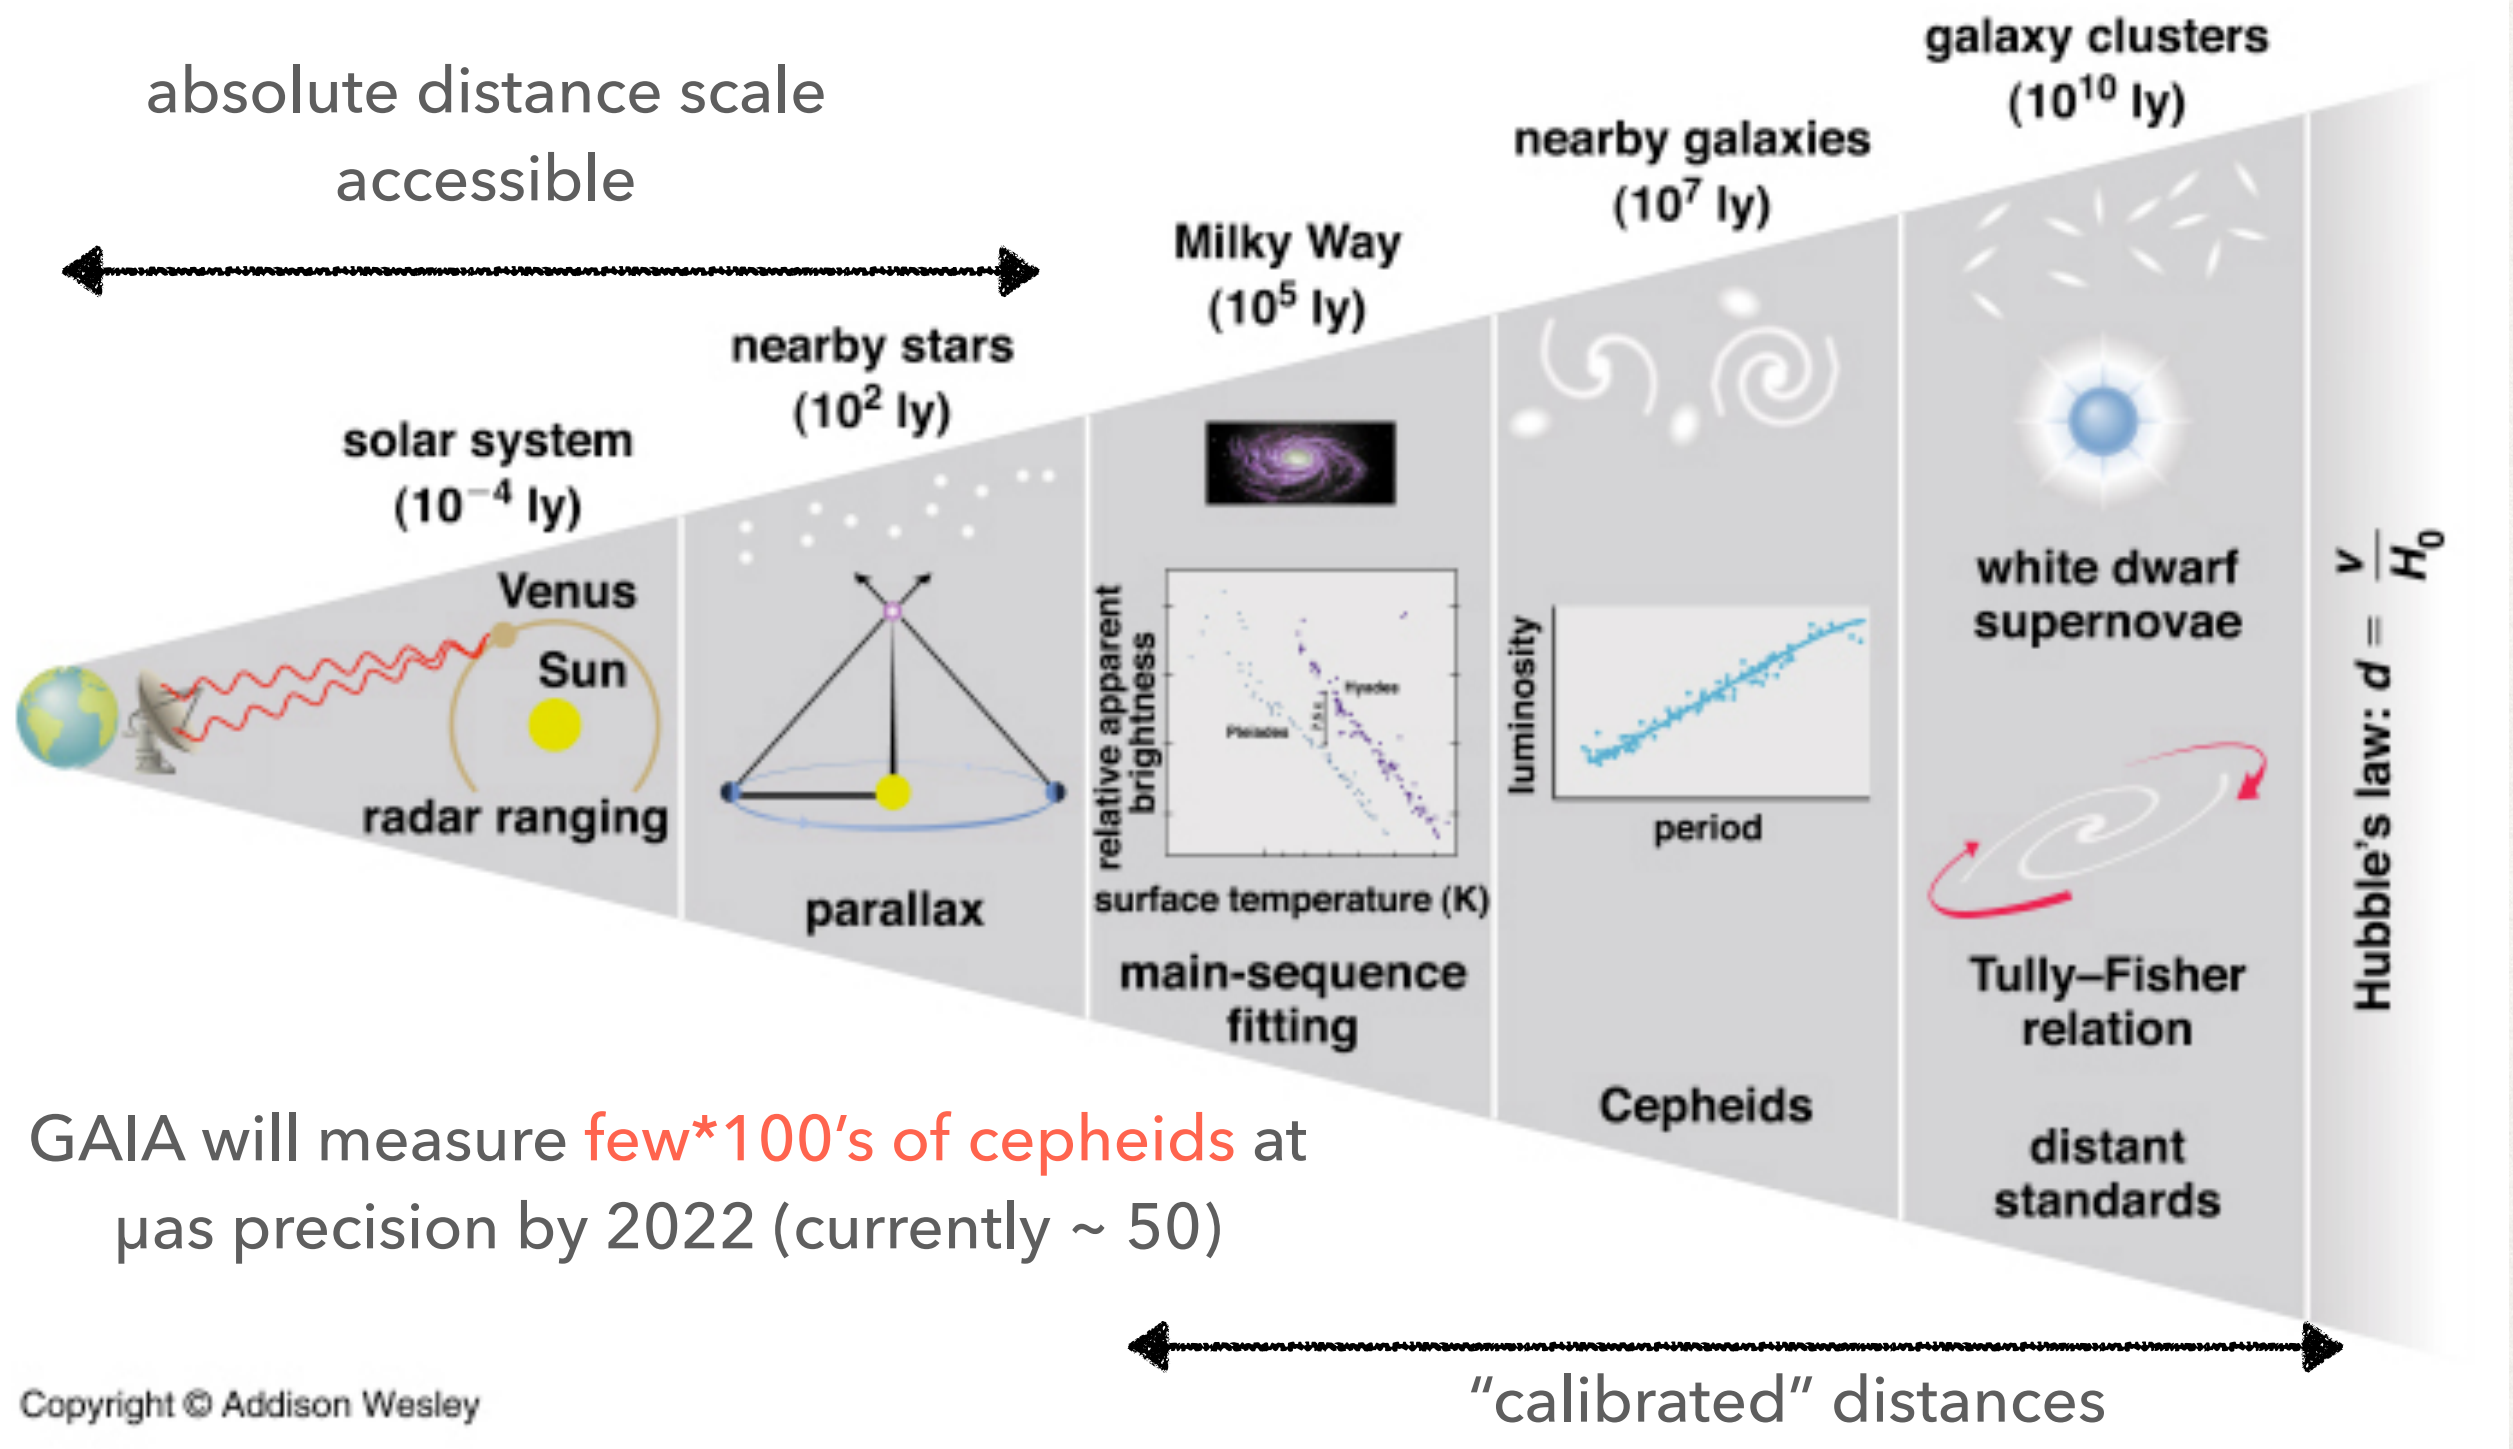 absolute distance scale
accessible
solar system
(10⁻⁴ ly)
nearby stars
(10² ly)
Milky Way
(10⁵ ly)
nearby galaxies
(10⁷ ly)
galaxy clusters
(10¹⁰ ly)
Venus
Sun
radar ranging
parallax
relative apparent
brightness
Hyades
Pleiades
surface temperature (K)
main-sequence
fitting
luminosity
period
Cepheids
white dwarf
supernovae
Tully–Fisher
relation
distant
standards
Hubble's law: d = v/H₀
GAIA will measure few*100's of cepheids at
μas precision by 2022 (currently ~ 50)
"calibrated" distances
Copyright © Addison Wesley